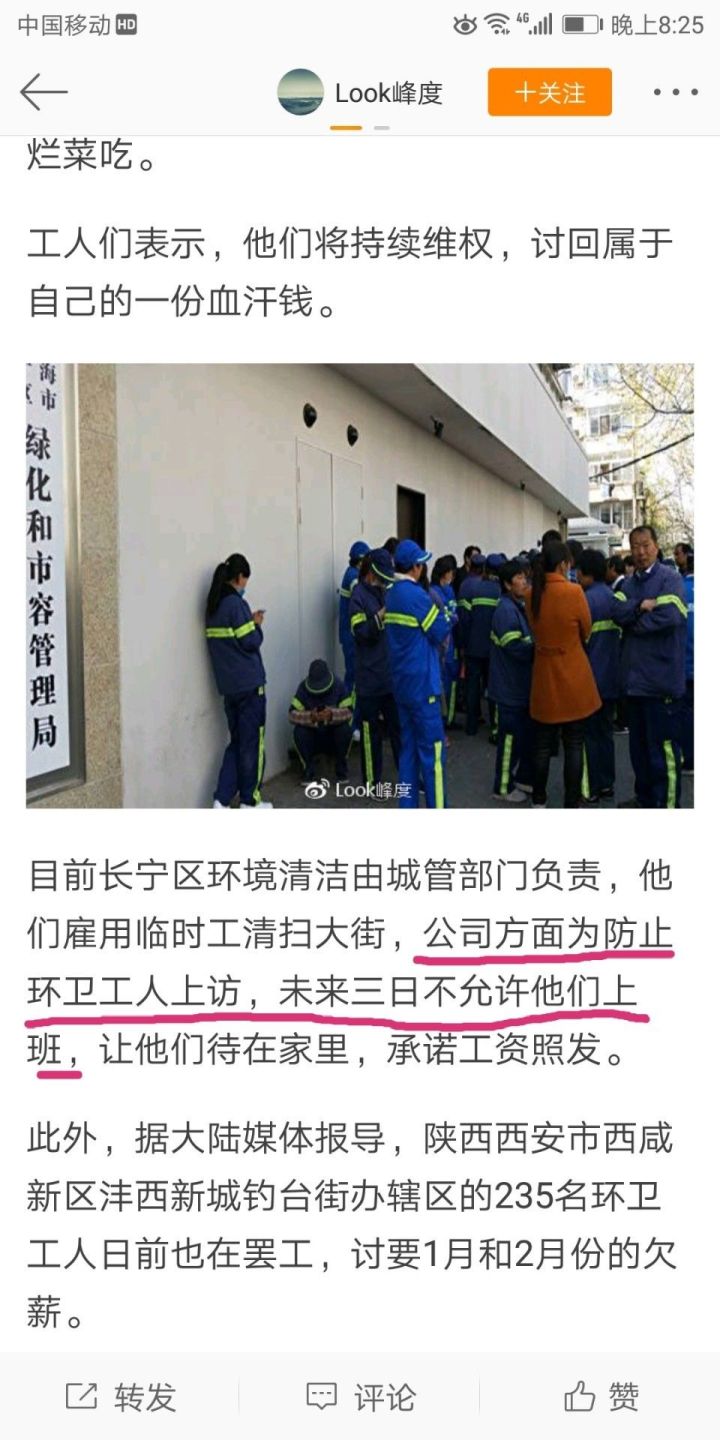 中国移动 HD 4G 晚上8:25
Look峰度 十关注
烂菜吃。
工人们表示，他们将持续维权，讨回属于
自己的一份血汗钱。
海市
区
绿化和市容管理局
Look峰度
目前长宁区环境清洁由城管部门负责，他
们雇用临时工清扫大街，公司方面为防止
环卫工人上访，未来三日不允许他们上
班，让他们待在家里，承诺工资照发。
此外，据大陆媒体报导，陕西西安市西咸
新区沣西新城钓台街办辖区的235名环卫
工人日前也在罢工，讨要1月和2月份的欠
薪。
转发 评论 赞